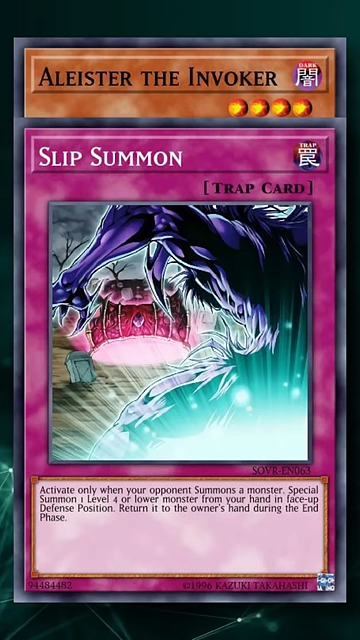 ALEISTER THE INVOKER
DARK
闇
SLIP SUMMON
TRAP
罠
[TRAP CARD]
SOVR-EN063
Activate only when your opponent Summons a monster. Special
Summon 1 Level 4 or lower monster from your hand in face-up
Defense Position. Return it to the owner's hand during the End
Phase.
94484482
©1996 KAZUKI TAKAHASHI